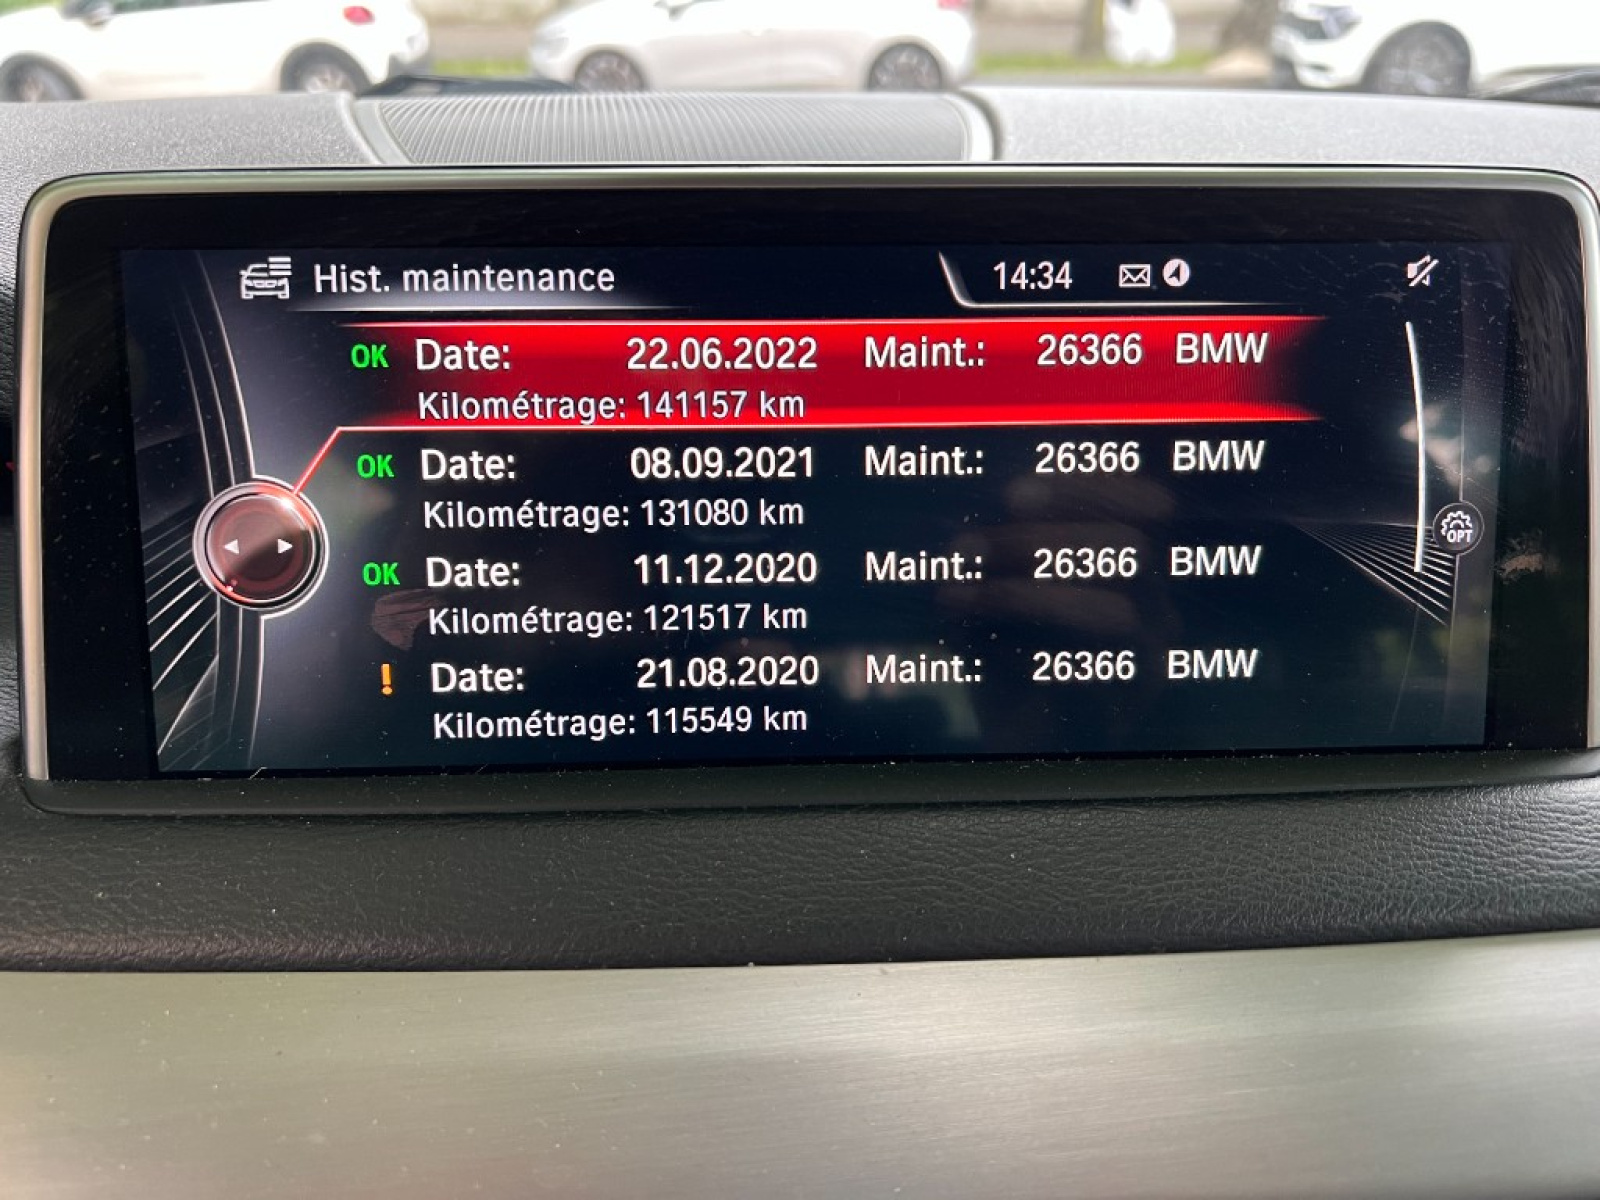 Hist. maintenance 14:34
OK Date: 22.06.2022 Maint.: 26366 BMW
Kilométrage: 141157 km
OK Date: 08.09.2021 Maint.: 26366 BMW
Kilométrage: 131080 km
OK Date: 11.12.2020 Maint.: 26366 BMW
Kilométrage: 121517 km
! Date: 21.08.2020 Maint.: 26366 BMW
Kilométrage: 115549 km
OPT